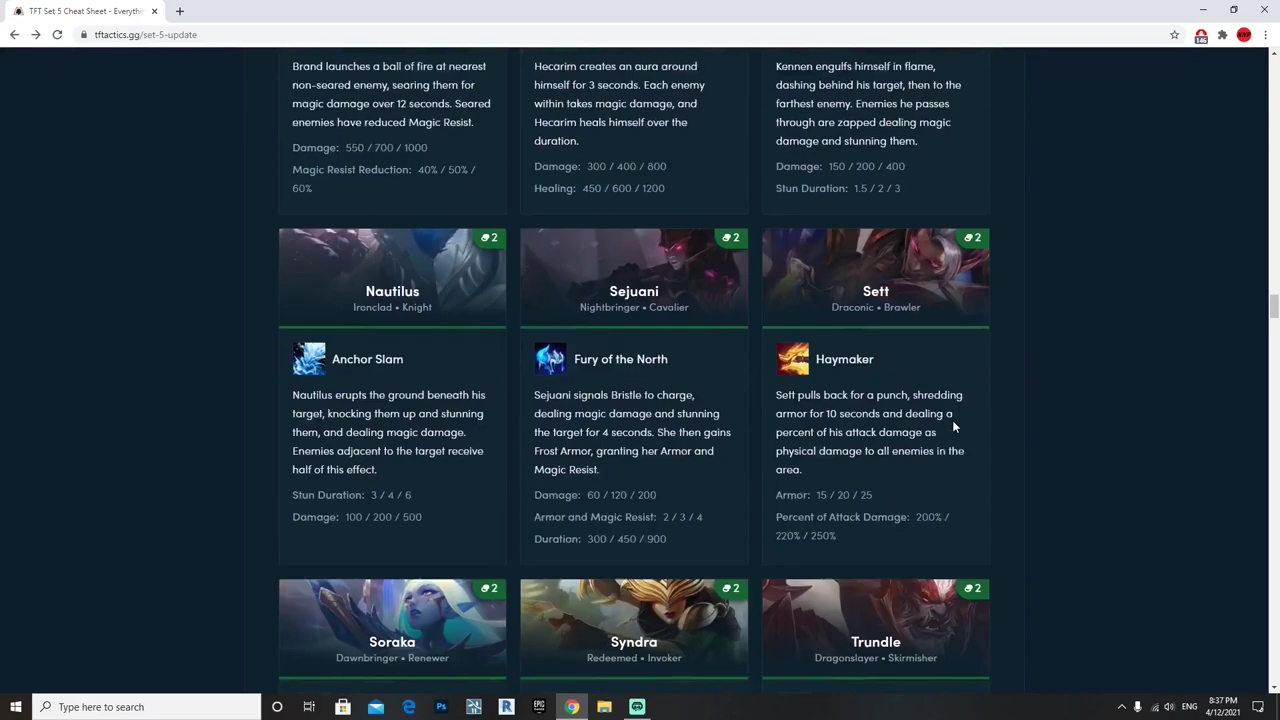 TFT Set 5 Cheat Sheet - Everythi
tftactics.gg/set-5-update
146
Brand launches a ball of fire at nearest
non-seared enemy, searing them for
magic damage over 12 seconds. Seared
enemies have reduced Magic Resist.
Damage: 550 / 700 / 1000
Magic Resist Reduction: 40% / 50% /
60%
Hecarim creates an aura around
himself for 3 seconds. Each enemy
within takes magic damage, and
Hecarim heals himself over the
duration.
Damage: 300 / 400 / 800
Healing: 450 / 600 / 1200
Kennen engulfs himself in flame,
dashing behind his target, then to the
farthest enemy. Enemies he passes
through are zapped dealing magic
damage and stunning them.
Damage: 150 / 200 / 400
Stun Duration: 1.5 / 2 / 3
2
Nautilus
Ironclad • Knight
Anchor Slam
Nautilus erupts the ground beneath his
target, knocking them up and stunning
them, and dealing magic damage.
Enemies adjacent to the target receive
half of this effect.
Stun Duration: 3 / 4 / 6
Damage: 100 / 200 / 500
2
Sejuani
Nightbringer • Cavalier
Fury of the North
Sejuani signals Bristle to charge,
dealing magic damage and stunning
the target for 4 seconds. She then gains
Frost Armor, granting her Armor and
Magic Resist.
Damage: 60 / 120 / 200
Armor and Magic Resist: 2 / 3 / 4
Duration: 300 / 450 / 900
2
Sett
Draconic • Brawler
Haymaker
Sett pulls back for a punch, shredding
armor for 10 seconds and dealing a
percent of his attack damage as
physical damage to all enemies in the
area.
Armor: 15 / 20 / 25
Percent of Attack Damage: 200% /
220% / 250%
2
Soraka
Dawnbringer • Renewer
2
Syndra
Redeemed • Invoker
2
Trundle
Dragonslayer • Skirmisher
Type here to search
ENG
8:37 PM
4/12/2021